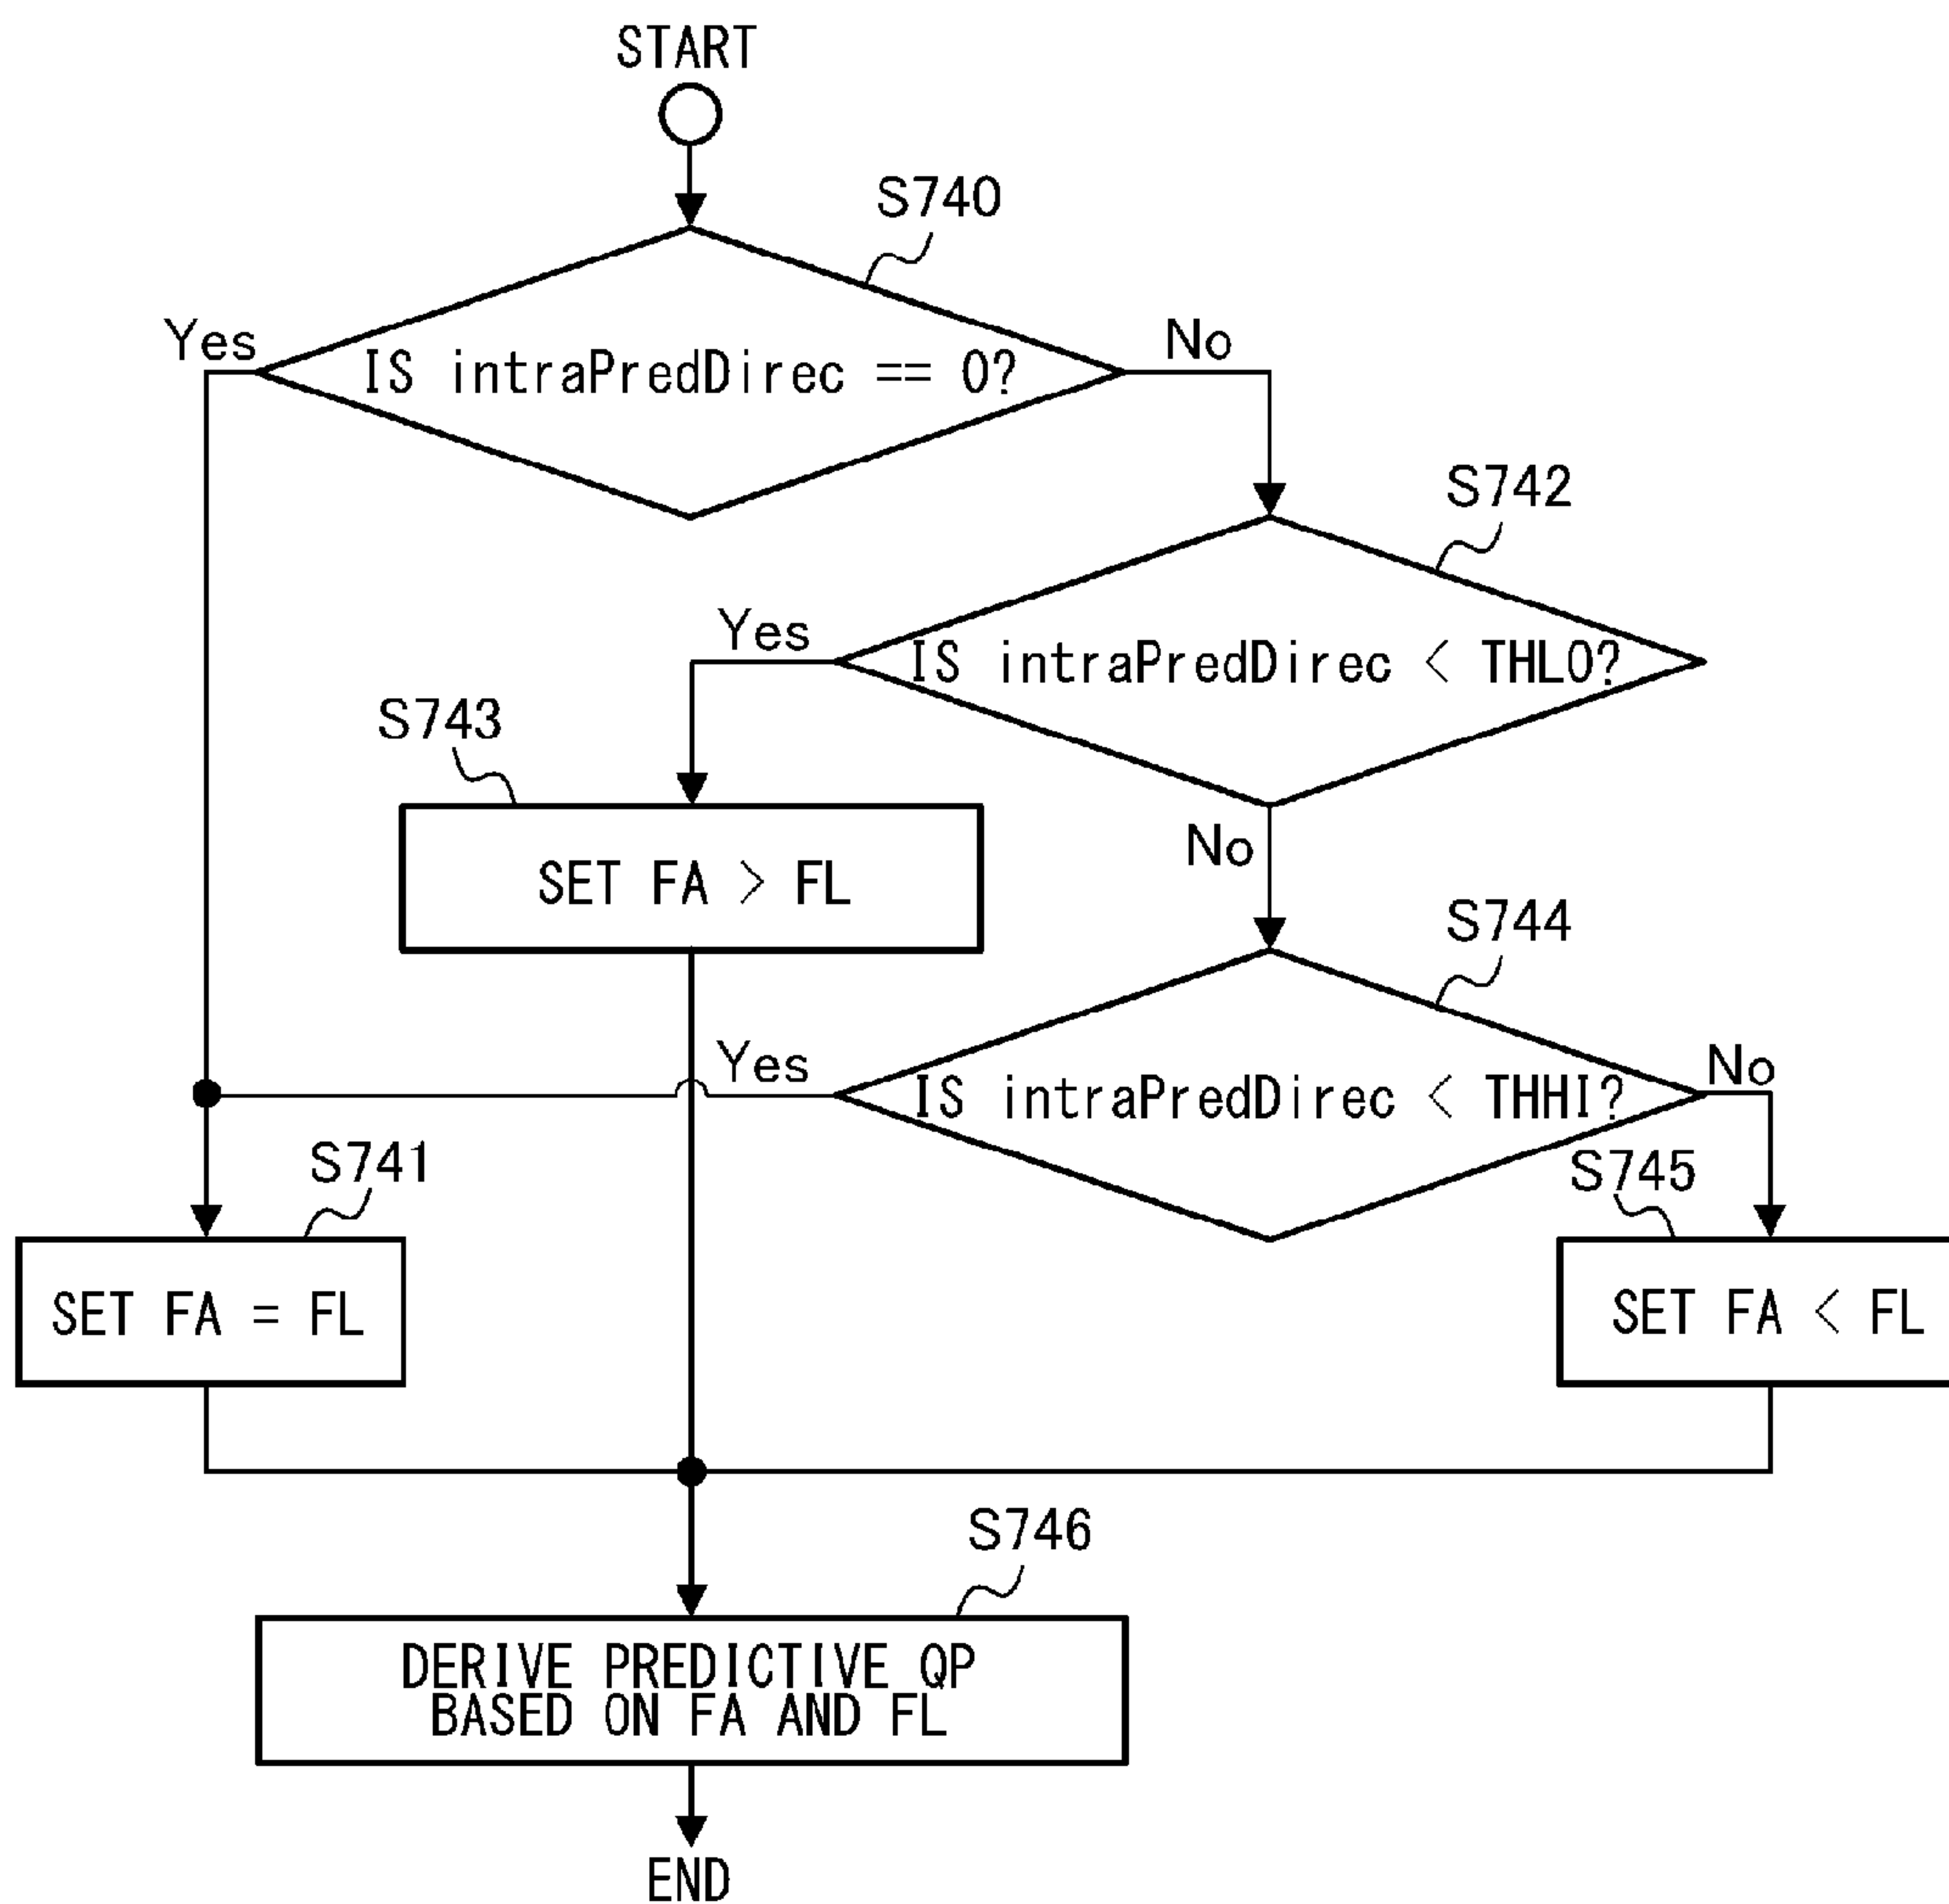 START
S740
Yes
No
IS intraPredDirec == 0?
S742
Yes
IS intraPredDirec < THLO?
S743
No
SET FA > FL
S744
Yes
No
IS intraPredDirec < THHI?
S741
S745
SET FA = FL
SET FA < FL
S746
DERIVE PREDICTIVE QP
BASED ON FA AND FL
END